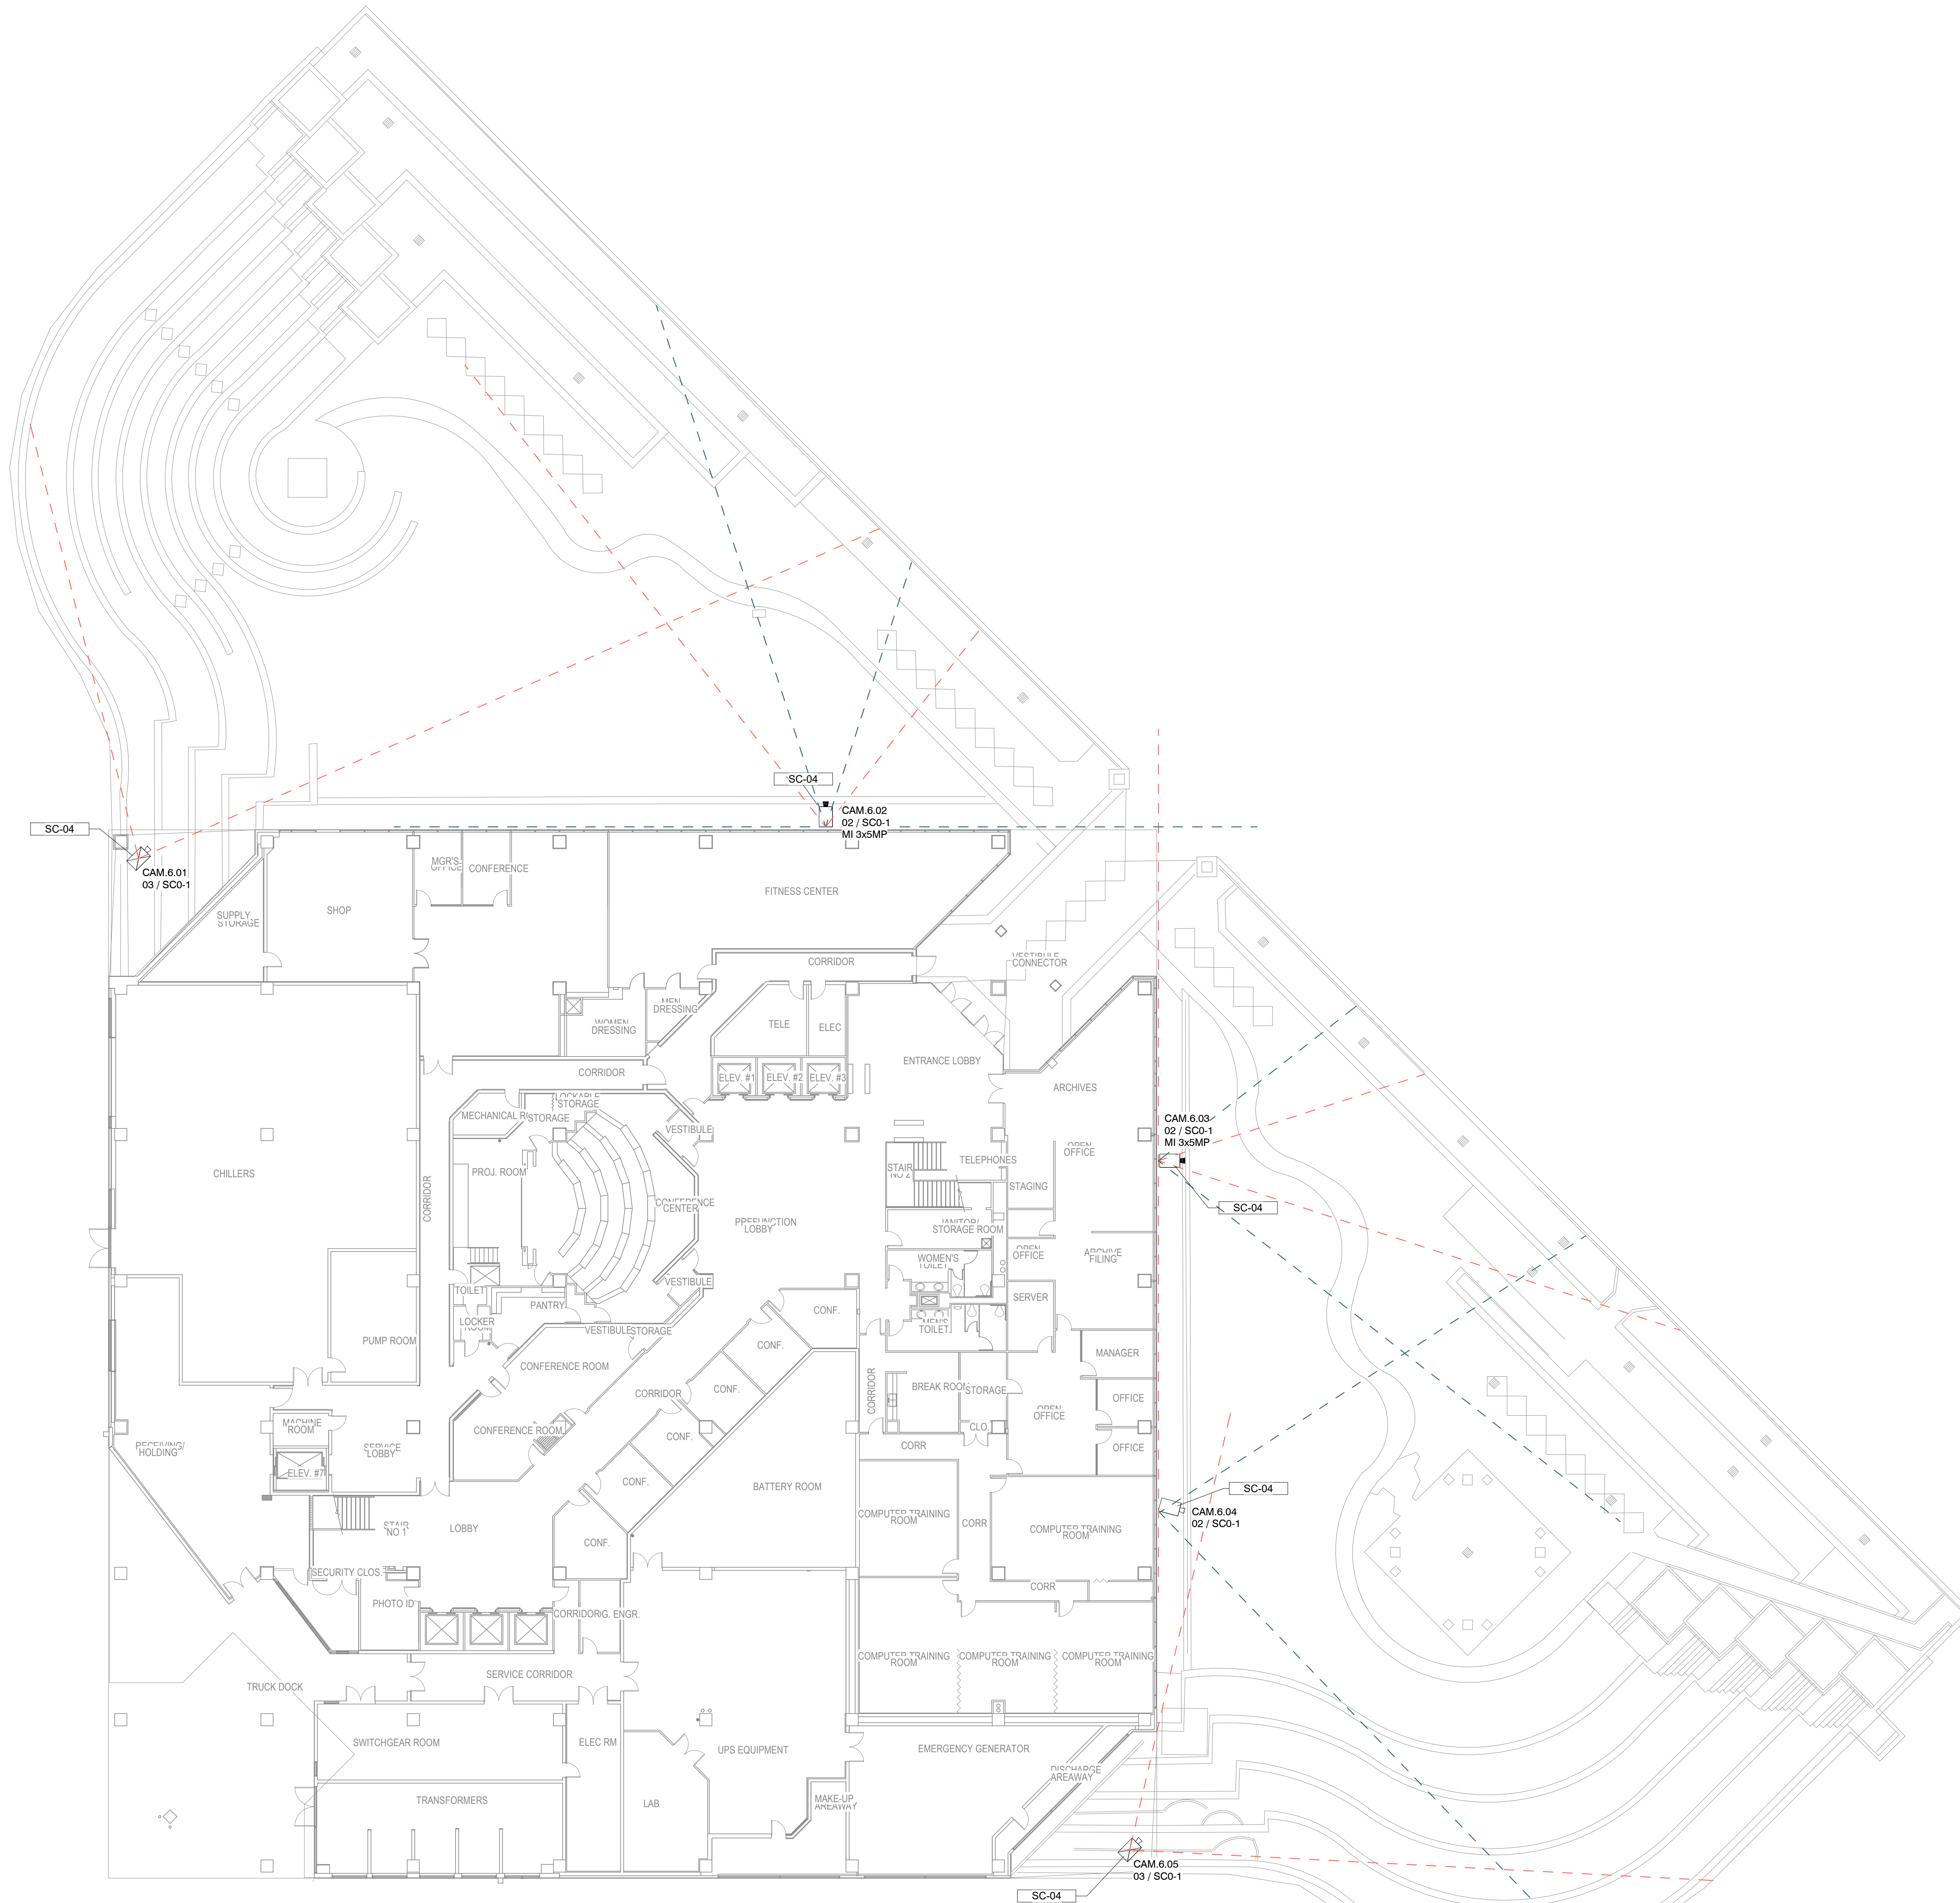 SC-04
CAM.6.02
02 / SC0-1
MI 3x5MP
SC-04
CAM.6.01
03 / SC0-1
MGR'S
OFFICE
CONFERENCE
FITNESS CENTER
SHOP
SUPPLY
STORAGE
CORRIDOR
VESTIBULE
CONNECTOR
MEN
DRESSING
WOMEN
DRESSING
TELE
ELEC
ENTRANCE LOBBY
CORRIDOR
ELEV. #1
ELEV. #2
ELEV. #3
ARCHIVES
LOCKABLE
STORAGE
MECHANICAL
STORAGE
VESTIBULE
CAM.6.03
02 / SC0-1
MI 3x5MP
OPEN
OFFICE
TELEPHONES
STAIR
NO 2
CHILLERS
PROJ. ROOM
CORRIDOR
STAGING
CONFERENCE
CENTER
SC-04
PREFUNCTION
LOBBY
JANITOR/
STORAGE ROOM
OPEN
OFFICE
ARCHIVE
FILING
WOMEN'S
TOILET
VESTIBULE
TOILET
SERVER
PANTRY
CONF.
LOCKER
ROOM
VESTIBULE
STORAGE
MEN'S
TOILET
PUMP ROOM
CONF.
MANAGER
CONFERENCE ROOM
CONF.
CORRIDOR
CORRIDOR
BREAK ROOM
STORAGE
OFFICE
OPEN
OFFICE
MACHINE
ROOM
CONFERENCE ROOM
CLO.
CONF.
RECEIVING/
HOLDING
SERVICE
LOBBY
CORR
OFFICE
ELEV. #7
CONF.
BATTERY ROOM
SC-04
CAM.6.04
02 / SC0-1
COMPUTER TRAINING
ROOM
CORR
COMPUTER TRAINING
ROOM
STAIR
NO 1
LOBBY
CONF.
SECURITY CLOS.
CORR
PHOTO ID
CORRIDOR
G. ENGR.
COMPUTER TRAINING
ROOM
COMPUTER TRAINING
ROOM
COMPUTER TRAINING
ROOM
SERVICE CORRIDOR
TRUCK DOCK
SWITCHGEAR ROOM
ELEC RM
UPS EQUIPMENT
EMERGENCY GENERATOR
DISCHARGE
AREAWAY
TRANSFORMERS
LAB
MAKE-UP
AREAWAY
CAM.6.05
03 / SC0-1
SC-04